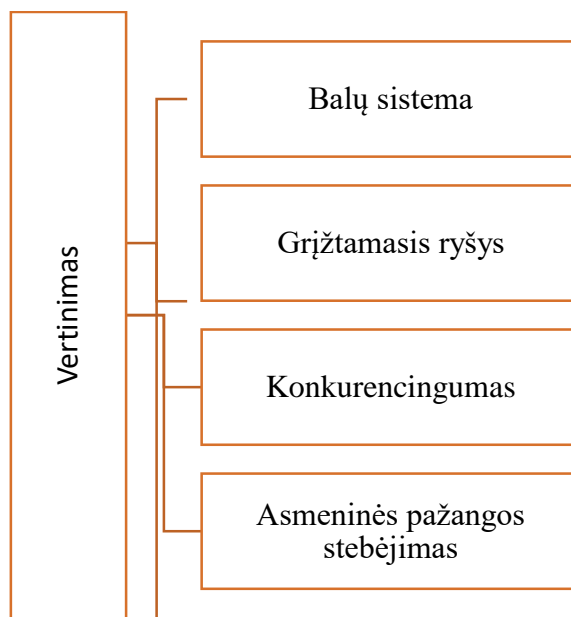 Vertinimas
Balų sistema
Grįžtamasis ryšys
Konkurencingumas
Asmeninės pažangos
stebėjimas